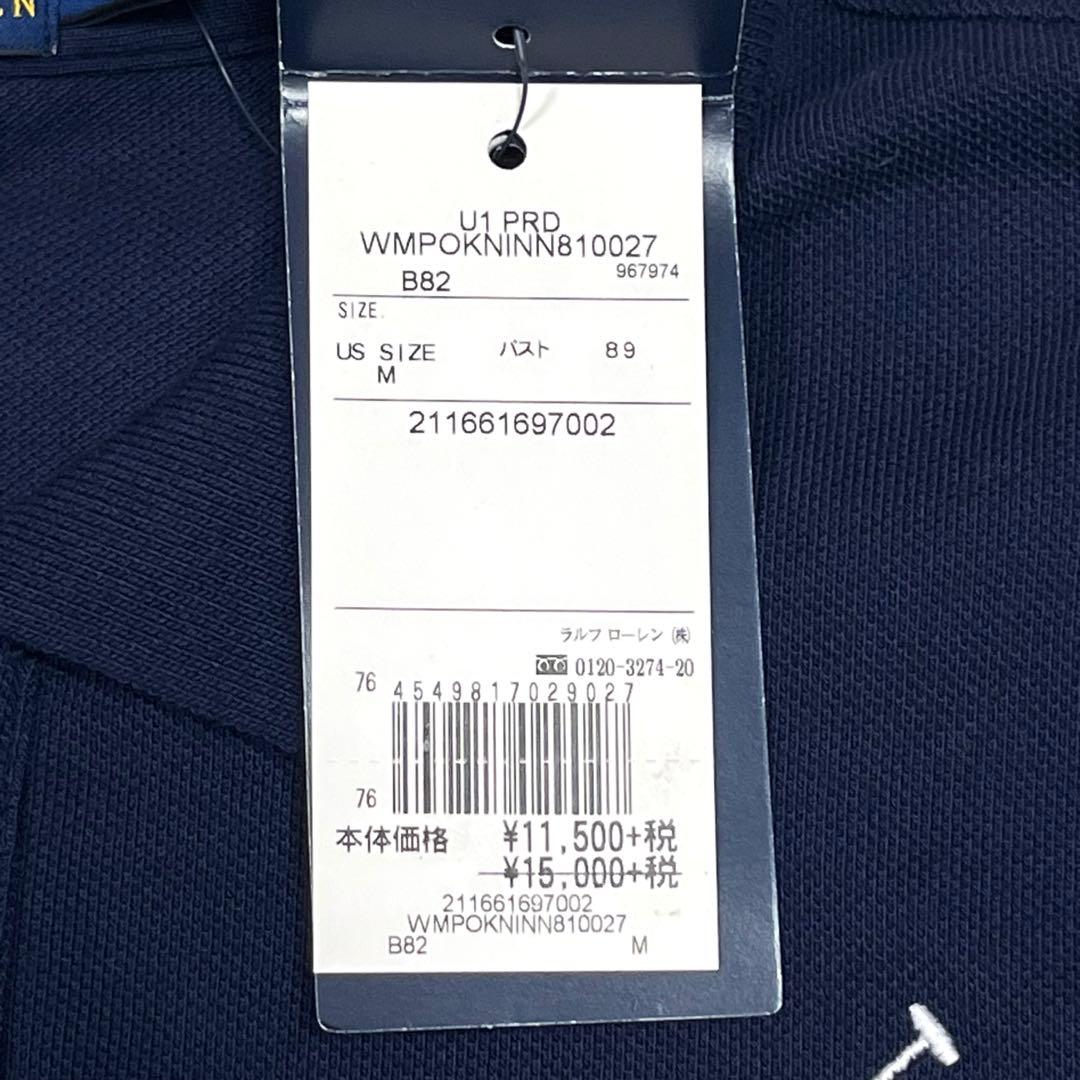 EN
U1 PRD
WMPOKNINN810027
B82 967974
SIZE.
US SIZE バスト 89
M
211661697002
ラルフ ローレン (株)
0120-3274-20
76 4549817029027
76
本体価格 ¥11,500+税
¥15,000+税
211661697002
WMPOKNINN810027
B82 M